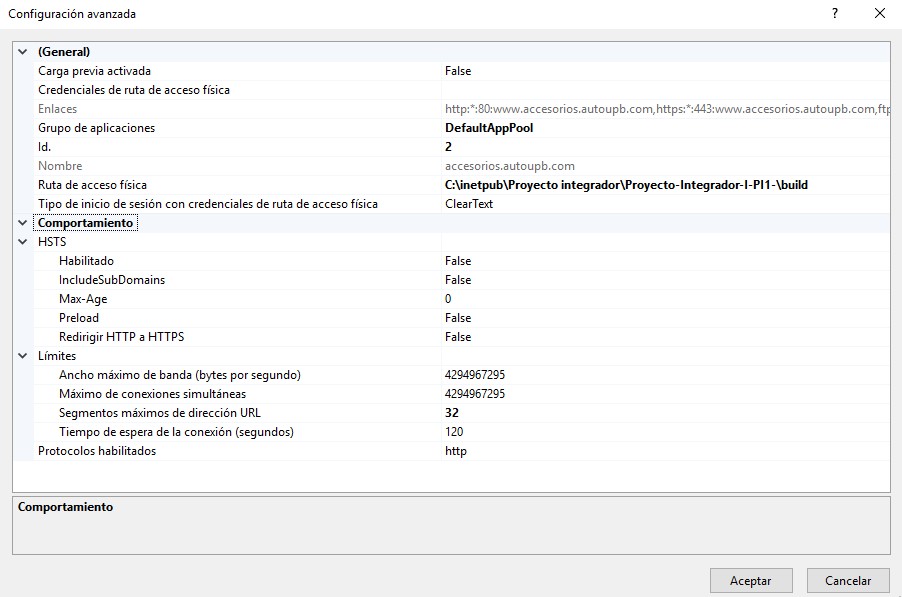 Configuración avanzada
?
(General)
Carga previa activada False
Credenciales de ruta de acceso física
Enlaces http:*:80:www.accesorios.autoupb.com,https:*:443:www.accesorios.autoupb.com,ftp
Grupo de aplicaciones DefaultAppPool
Id. 2
Nombre accesorios.autoupb.com
Ruta de acceso física C:\inetpub\Proyecto integrador\Proyecto-Integrador-I-PI1-\build
Tipo de inicio de sesión con credenciales de ruta de acceso física ClearText
Comportamiento
HSTS
Habilitado False
IncludeSubDomains False
Max-Age 0
Preload False
Redirigir HTTP a HTTPS False
Límites
Ancho máximo de banda (bytes por segundo) 4294967295
Máximo de conexiones simultáneas 4294967295
Segmentos máximos de dirección URL 32
Tiempo de espera de la conexión (segundos) 120
Protocolos habilitados http
Comportamiento
Aceptar Cancelar